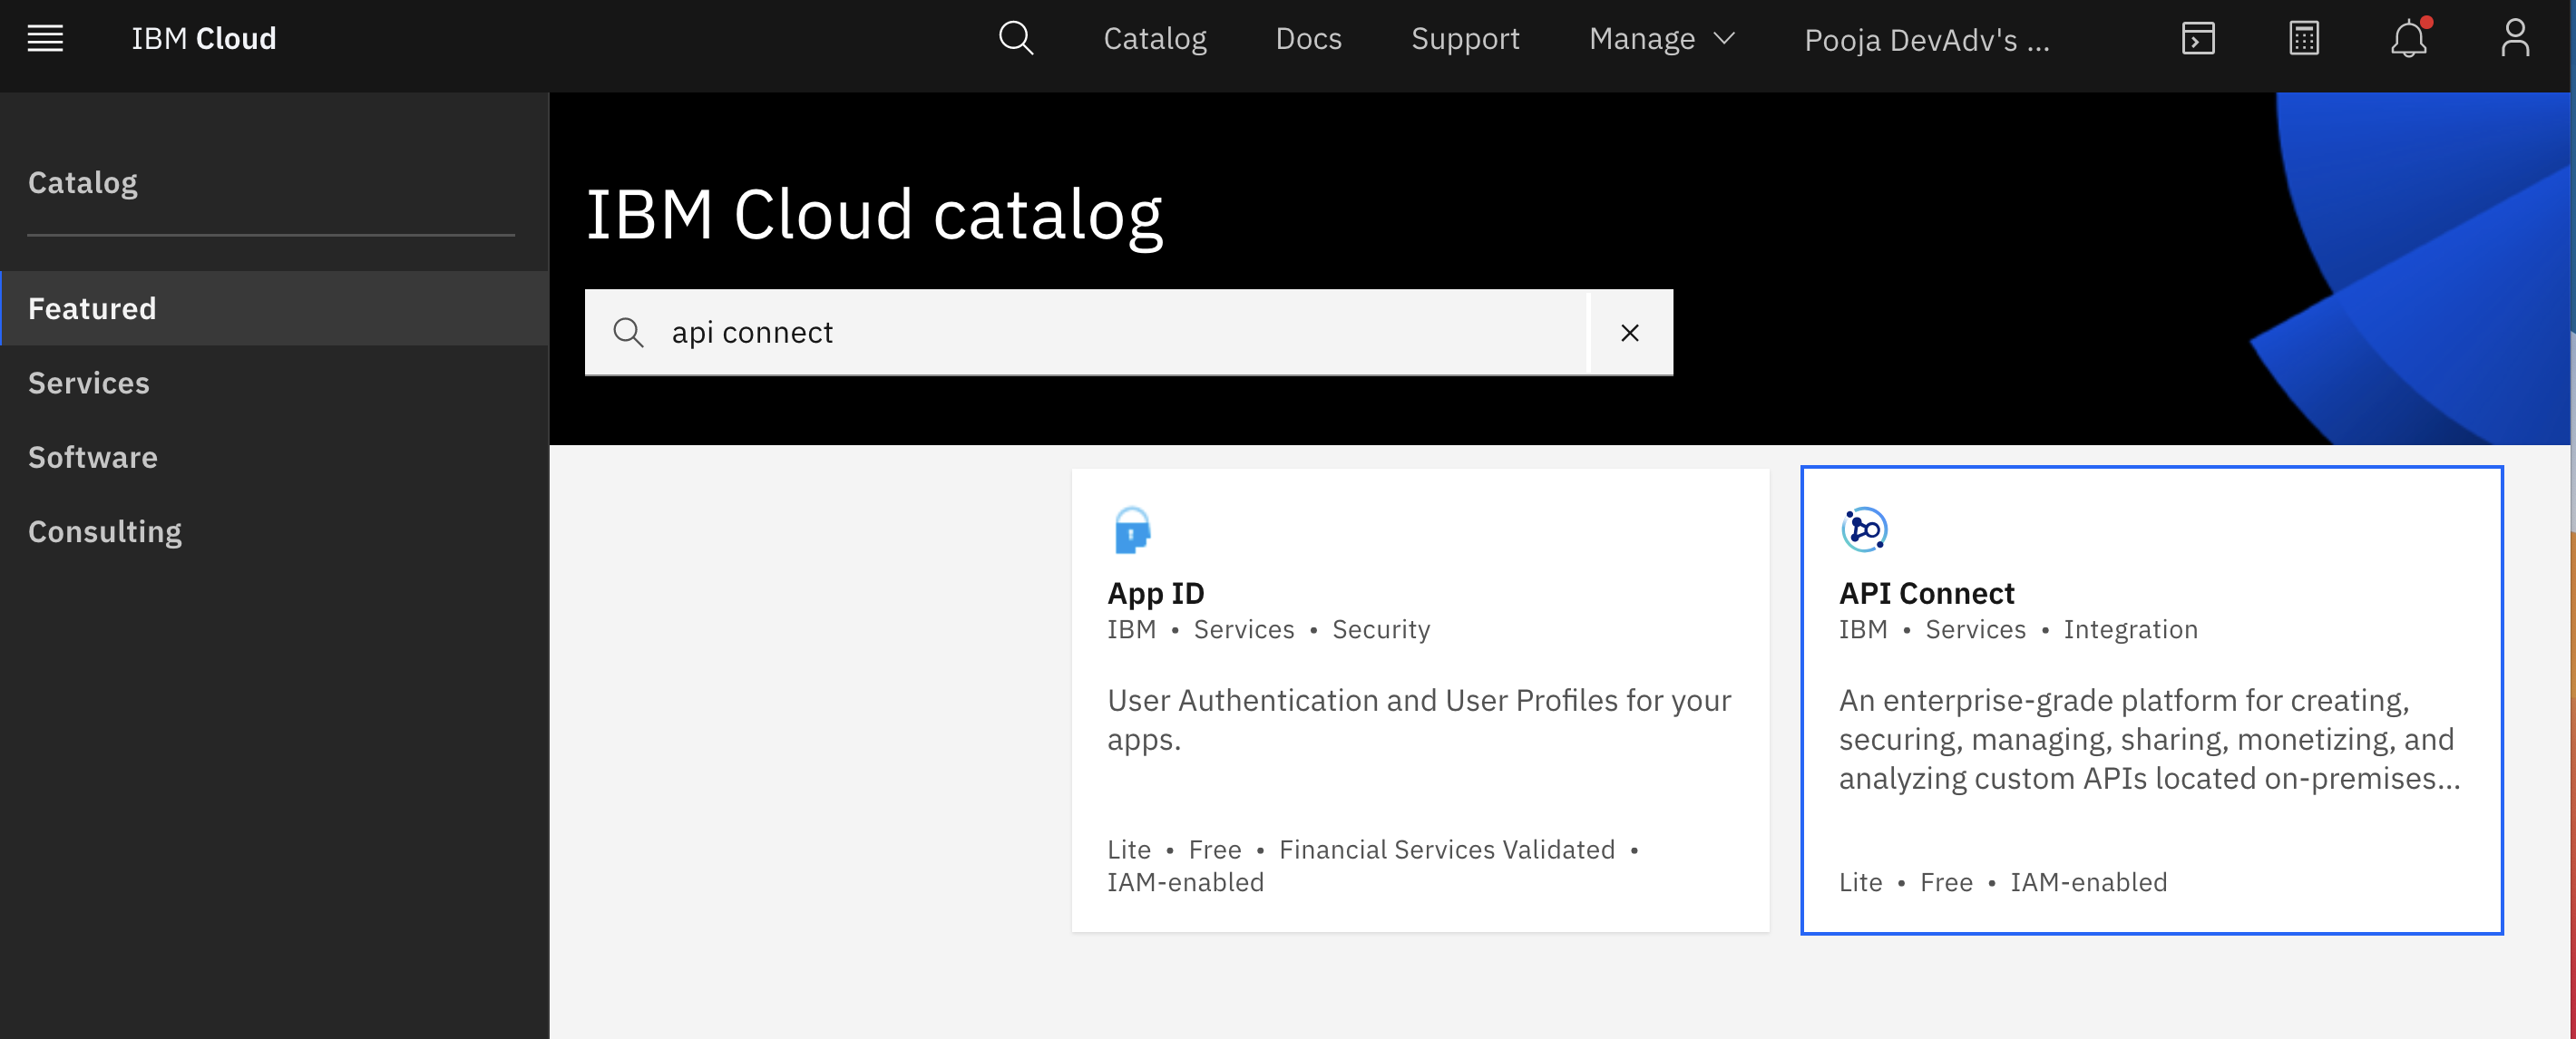 IBM Cloud
Catalog
Docs
Support
Manage
Pooja DevAdv's ...
Catalog
Featured
Services
Software
Consulting
IBM Cloud catalog
api connect
App ID
IBM • Services • Security
User Authentication and User Profiles for your
apps.
Lite • Free • Financial Services Validated •
IAM-enabled
API Connect
IBM • Services • Integration
An enterprise-grade platform for creating,
securing, managing, sharing, monetizing, and
analyzing custom APIs located on-premises...
Lite • Free • IAM-enabled